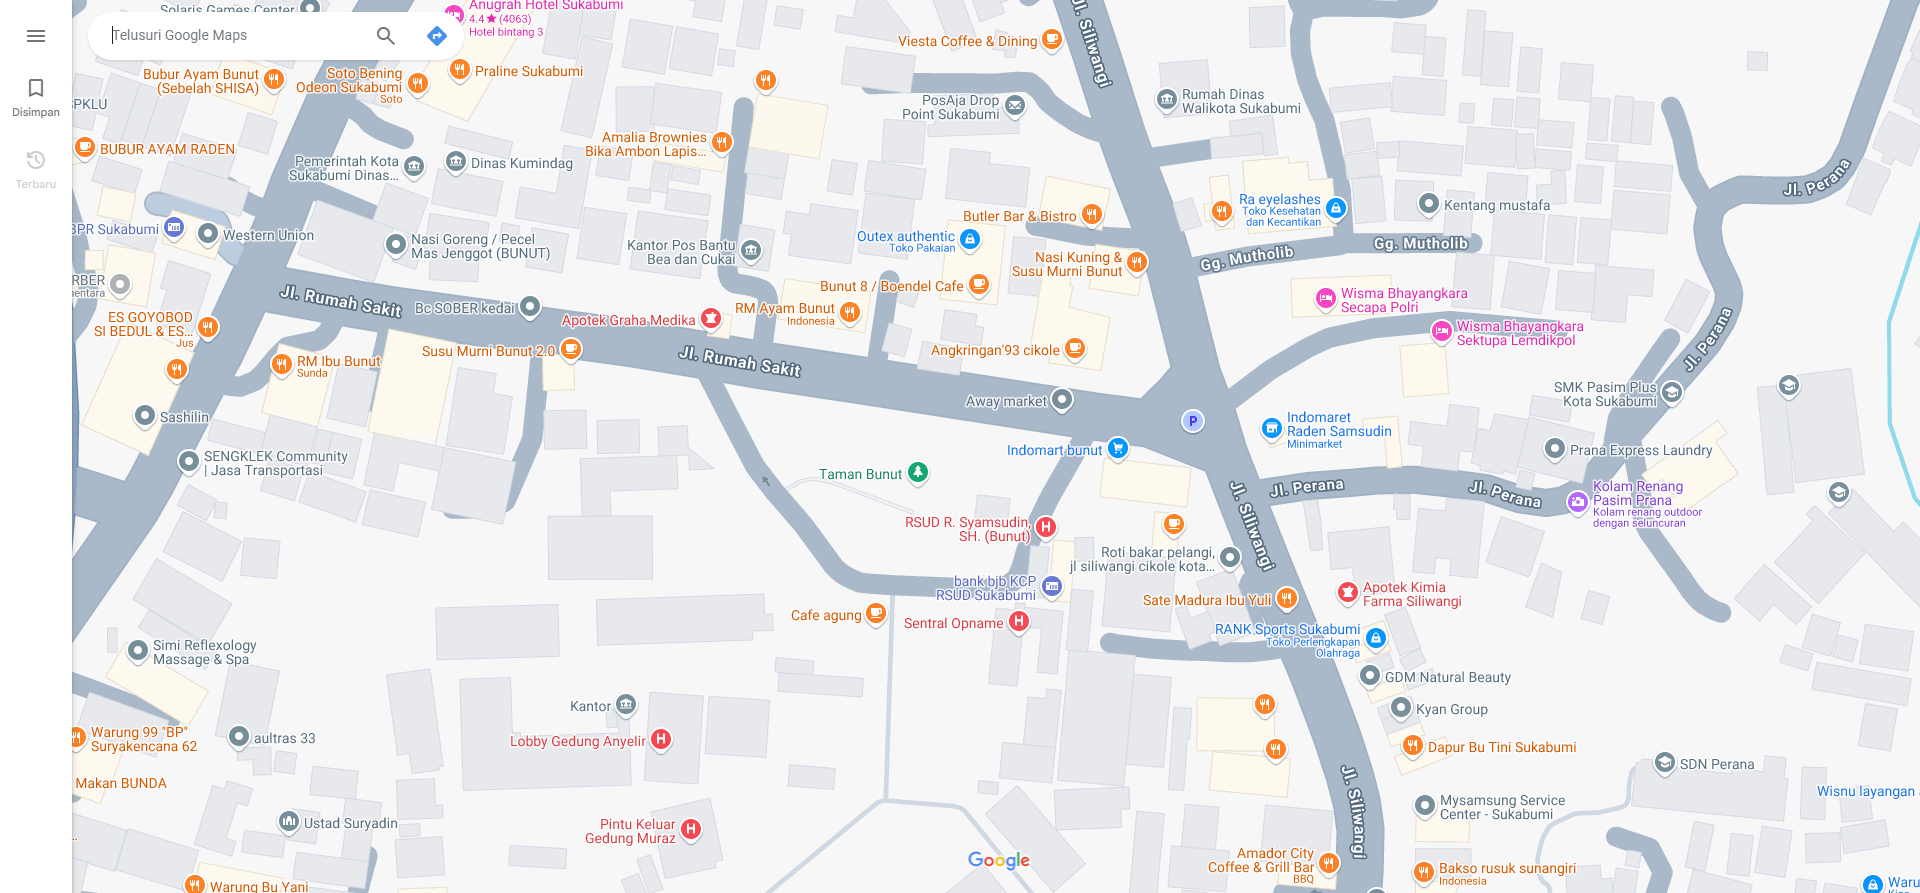 Telusuri Google Maps
Disimpan
Terbaru
Solaris Games Center
Anugrah Hotel Sukabumi
4.4★ (4063)
Hotel bintang 3
Viesta Coffee & Dining
Jl. Siliwangi
Bubur Ayam Bunut
(Sebelah SHISA)
Soto Bening
Odeon Sukabumi
Soto
Praline Sukabumi
PKLU
PosAja Drop
Point Sukabumi
Rumah Dinas
Walikota Sukabumi
BUBUR AYAM RADEN
Pemerintah Kota
Sukabumi Dinas...
Dinas Kumindag
Amalia Brownies
Bika Ambon Lapis...
Jl. Perana
BPR Sukabumi
Western Union
Nasi Goreng / Pecel
Mas Jenggot (BUNUT)
Kantor Pos Bantu
Bea dan Cukai
Outex authentic
Toko Pakaian
Butler Bar & Bistro
Ra eyelashes
Toko Kesehatan
dan Kecantikan
Kentang mustafa
Gg. Mutholib
Gg. Mutholib
Nasi Kuning &
Susu Murni Bunut
RBER
mentara
Jl. Rumah Sakit
Bc SOBER kedai
Apotek Graha Medika
RM Ayam Bunut
Indonesia
Bunut 8 / Boendel Cafe
Wisma Bhayangkara
Secapa Polri
Wisma Bhayangkara
Sektupa Lemdikpol
Jl. Perana
ES GOYOBOD
SI BEDUL & ES...
Jus
RM Ibu Bunut
Sunda
Susu Murni Bunut 2.0
Jl. Rumah Sakit
Angkringan'93 cikole
Sashilin
Away market
P
Indomaret
Raden Samsudin
Minimarket
SMK Pasim Plus
Kota Sukabumi
SENGKLEK Community
| Jasa Transportasi
Taman Bunut
Indomart bunut
Prana Express Laundry
Jl. Siliwangi
Jl. Perana
Jl. Perana
Kolam Renang
Pasim Prana
Kolam renang outdoor
dengan seluncuran
RSUD R. Syamsudin,
SH. (Bunut)
Roti bakar pelangi,
jl siliwangi cikole kota...
bank bjb KCP
RSUD Sukabumi
Sate Madura Ibu Yuli
Apotek Kimia
Farma Siliwangi
Cafe agung
Sentral Opname
RANK Sports Sukabumi
Toko Perlengkapan
Olahraga
Simi Reflexology
Massage & Spa
GDM Natural Beauty
Kantor
Kyan Group
Warung 99 "BP"
Suryakencana 62
aultras 33
Lobby Gedung Anyelir
Dapur Bu Tini Sukabumi
SDN Perana
Makan BUNDA
Jl. Siliwangi
Wisnu layangan
Mysamsung Service
Center - Sukabumi
Ustad Suryadin
Pintu Keluar
Gedung Muraz
Google
Amador City
Coffee & Grill Bar
BBQ
Bakso rusuk sunangiri
Indonesia
Warung Bu Yani
Waru